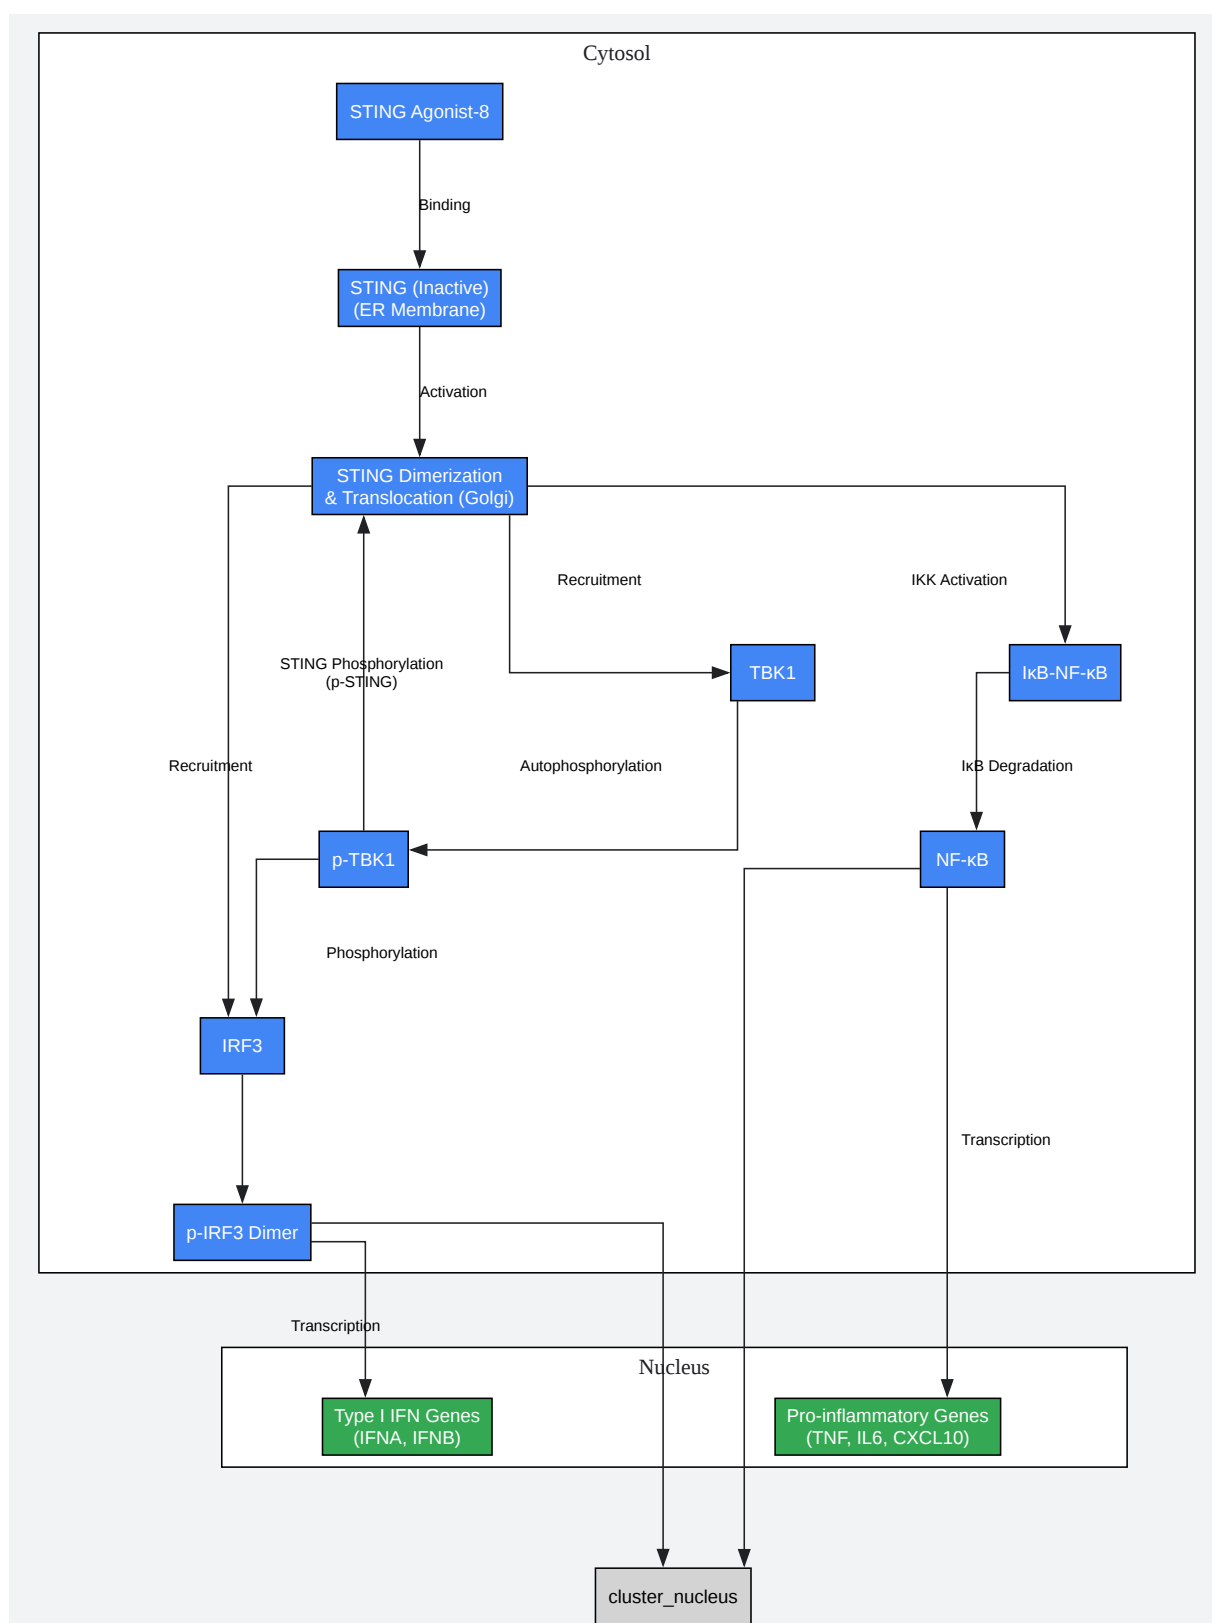 Cytosol
STING Agonist-8
Binding
STING (Inactive)
(ER Membrane)
Activation
STING Dimerization
& Translocation (Golgi)
Recruitment
IKK Activation
STING Phosphorylation
(p-STING)
TBK1
IκB-NF-κB
Recruitment
Autophosphorylation
IκB Degradation
p-TBK1
NF-κB
Phosphorylation
IRF3
Transcription
p-IRF3 Dimer
Transcription
Nucleus
Type I IFN Genes
(IFNA, IFNB)
Pro-inflammatory Genes
(TNF, IL6, CXCL10)
cluster_nucleus